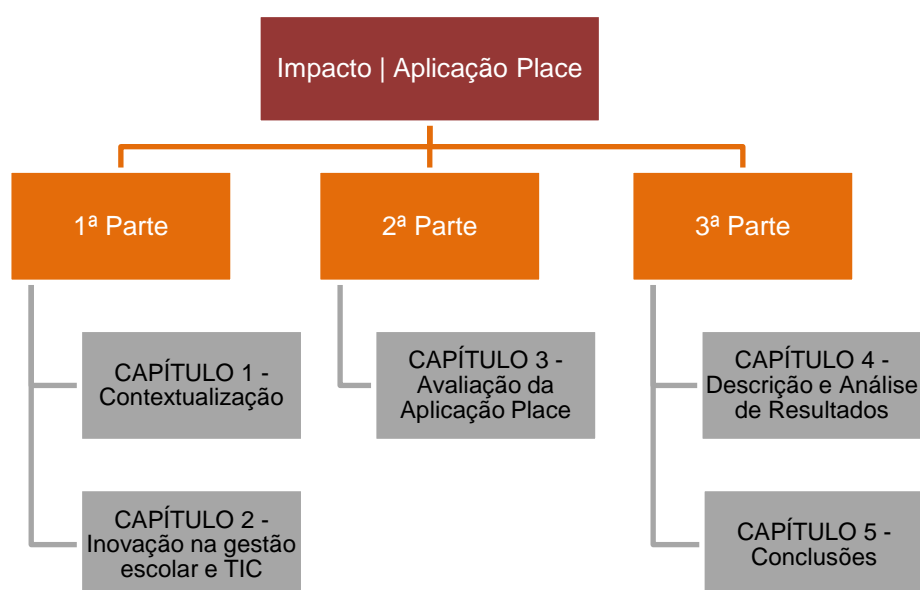 Impacto | Aplicação Place
1ª Parte
2ª Parte
3ª Parte
CAPÍTULO 1 -
Contextualização
CAPÍTULO 2 -
Inovação na gestão
escolar e TIC
CAPÍTULO 3 -
Avaliação da
Aplicação Place
CAPÍTULO 4 -
Descrição e Análise
de Resultados
CAPÍTULO 5 -
Conclusões